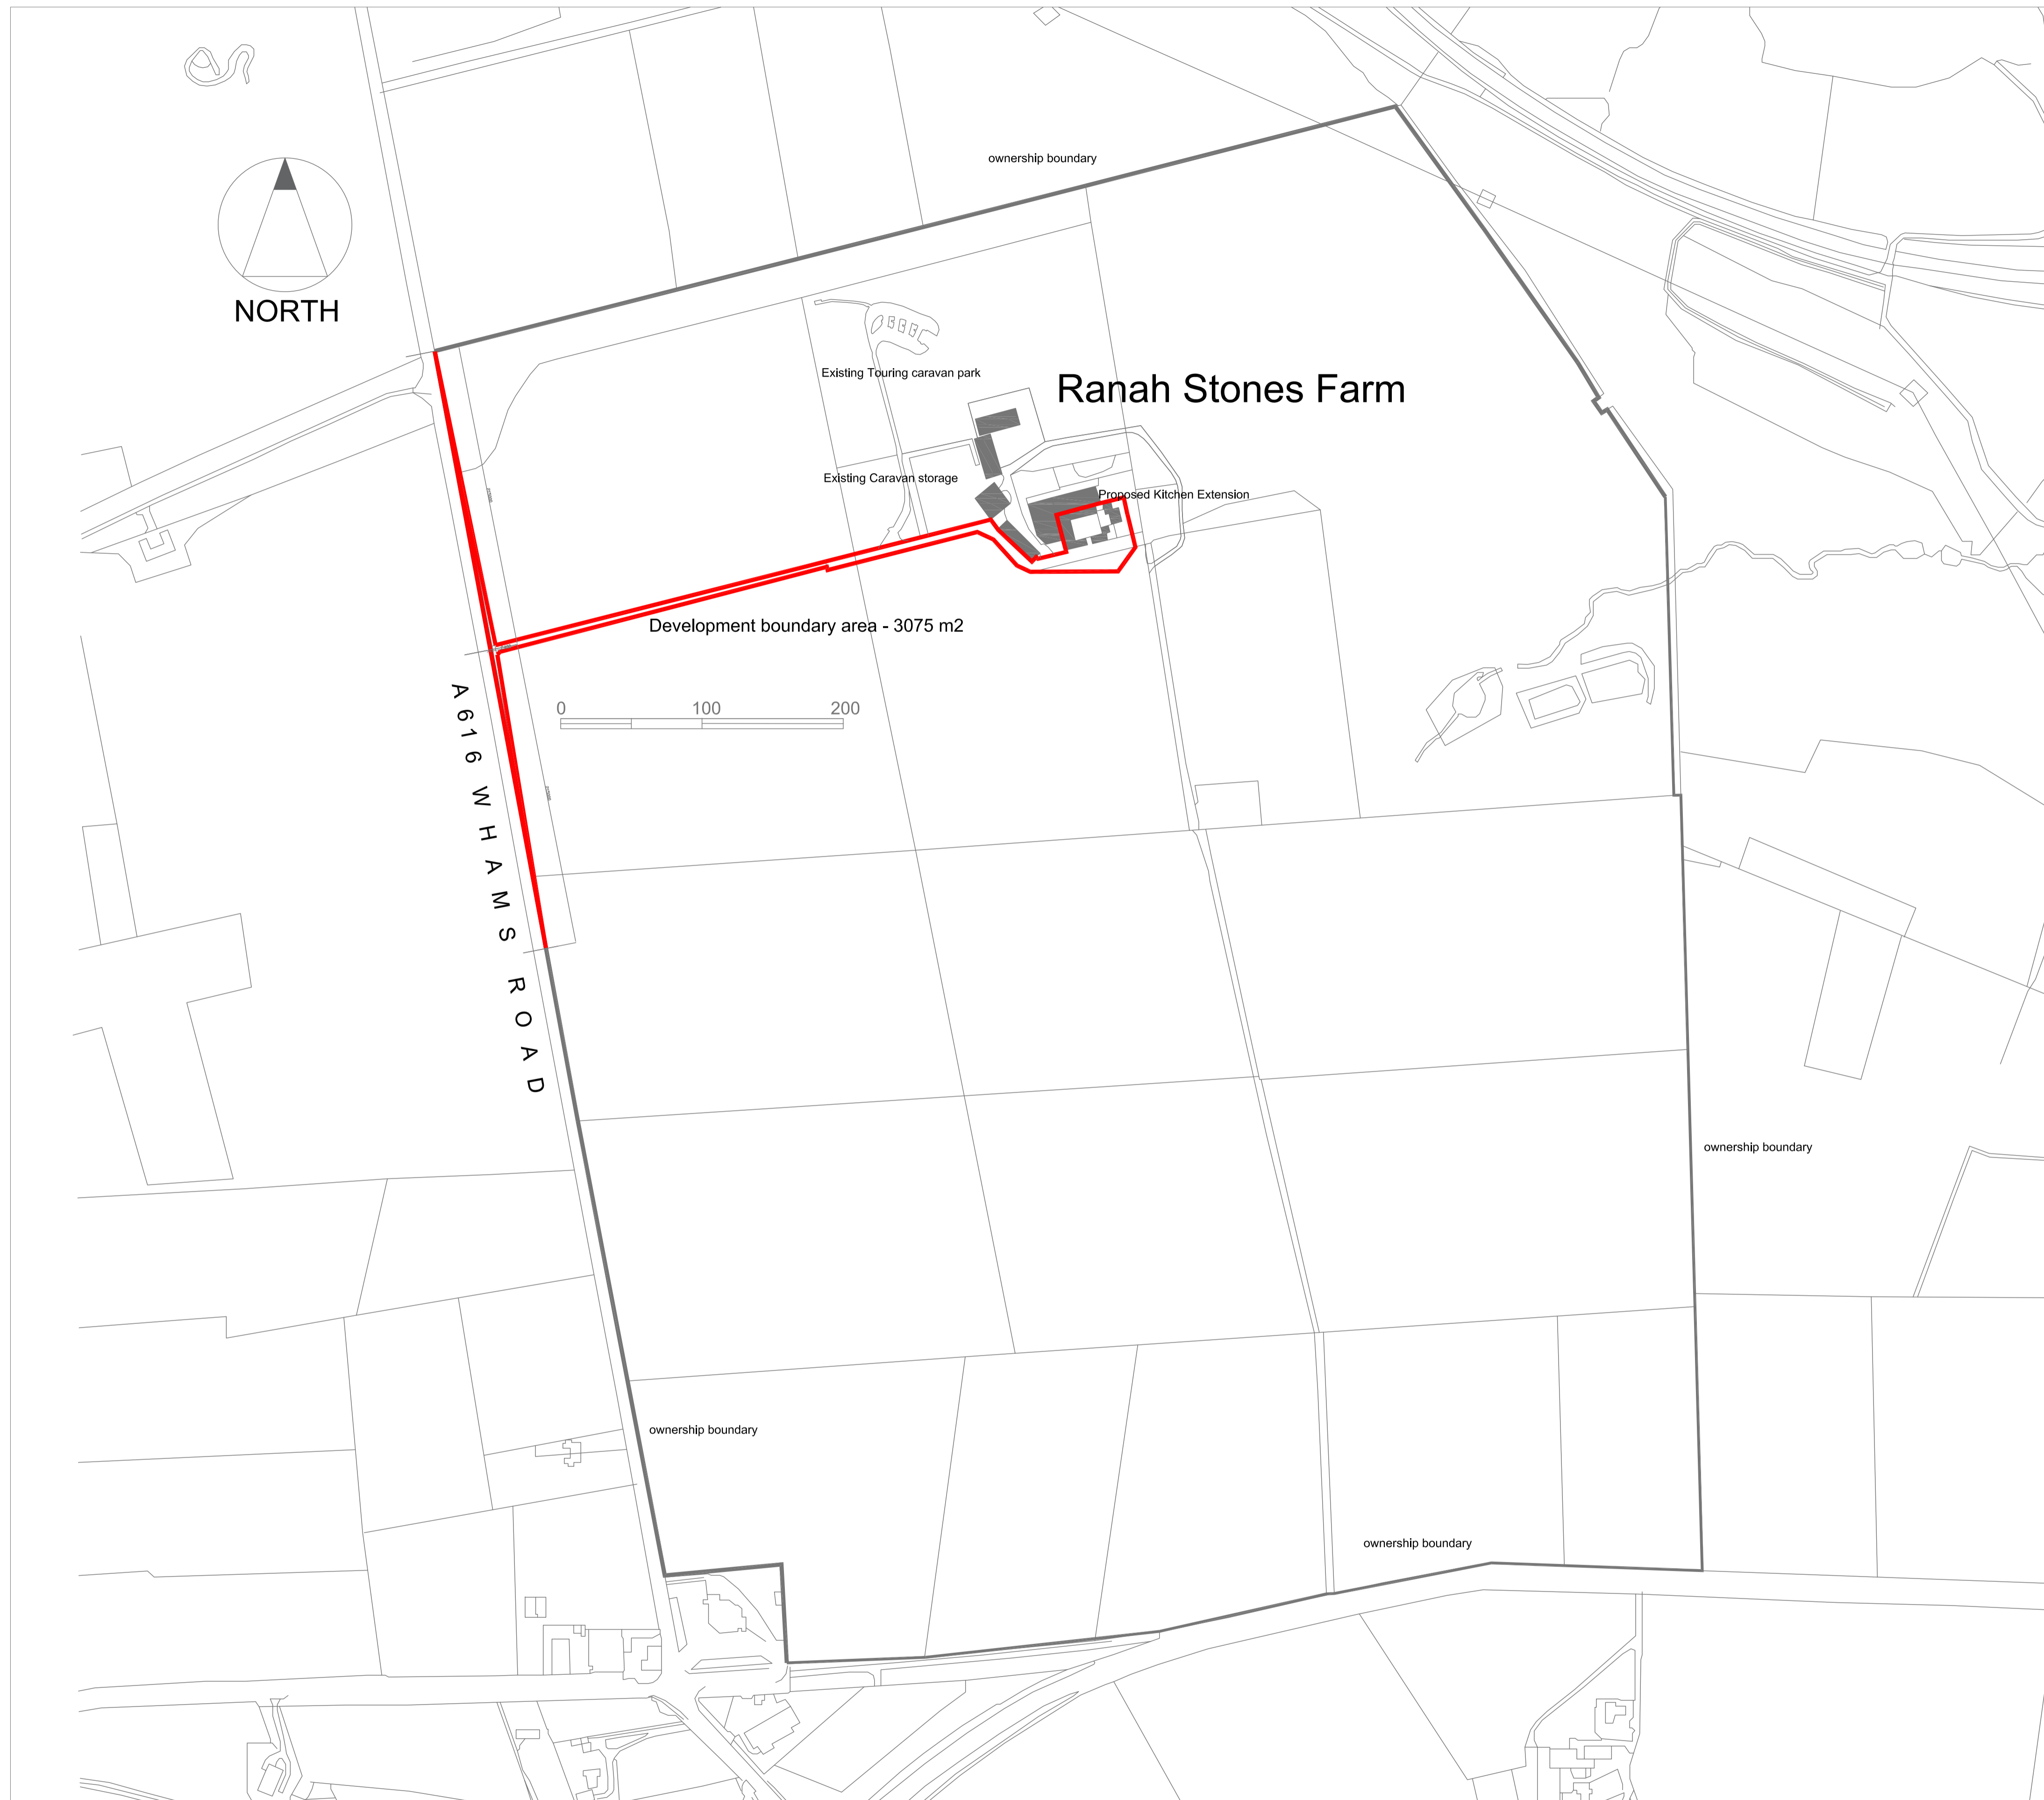 ownership boundary
NORTH
Existing Touring caravan park
Ranah Stones Farm
Existing Caravan storage
Proposed Kitchen Extension
Development boundary area - 3075 m2
0 100 200
A616 WHAMS ROAD
ownership boundary
ownership boundary
ownership boundary